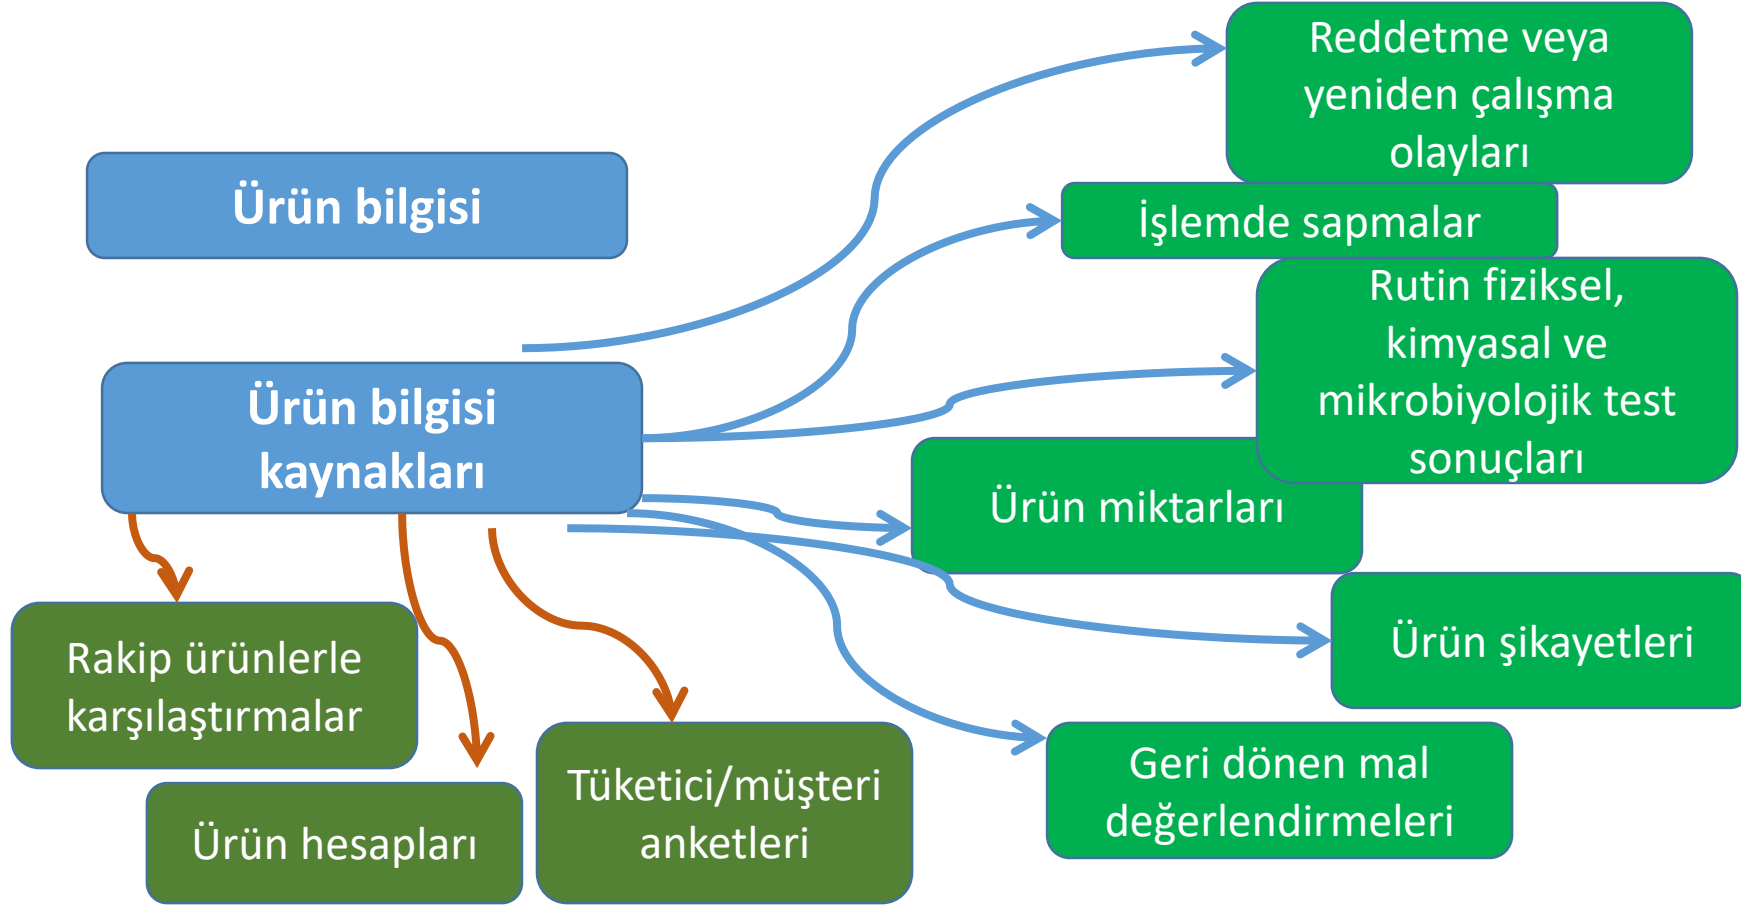 Ürün bilgisi
Ürün bilgisi
kaynakları
Reddetme veya
yeniden çalışma
olayları
İşlemde sapmalar
Rutin fiziksel,
kimyasal ve
mikrobiyolojik test
sonuçları
Ürün miktarları
Ürün şikayetleri
Geri dönen mal
değerlendirmeleri
Rakip ürünlerle
karşılaştırmalar
Ürün hesapları
Tüketici/müşteri
anketleri